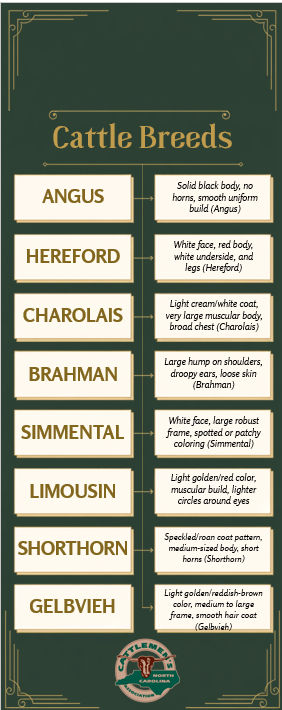 Cattle Breeds
ANGUS
Solid black body, no
horns, smooth uniform
build (Angus)
HEREFORD
White face, red body,
white underside, and
legs (Hereford)
CHAROLAIS
Light cream/white coat,
very large muscular body,
broad chest (Charolais)
BRAHMAN
Large hump on shoulders,
droopy ears, loose skin
(Brahman)
SIMMENTAL
White face, large robust
frame, spotted or patchy
coloring (Simmental)
LIMOUSIN
Light golden/red color,
muscular build, lighter
circles around eyes
SHORTHORN
Speckled/roan coat pattern,
medium-sized body, short
horns (Shorthorn)
GELBVIEH
Light golden/reddish-brown
color, medium to large
frame, smooth hair coat
(Gelbvieh)
CATTLEMEN'S
NORTH
CAROLINA
ASSOCIATION